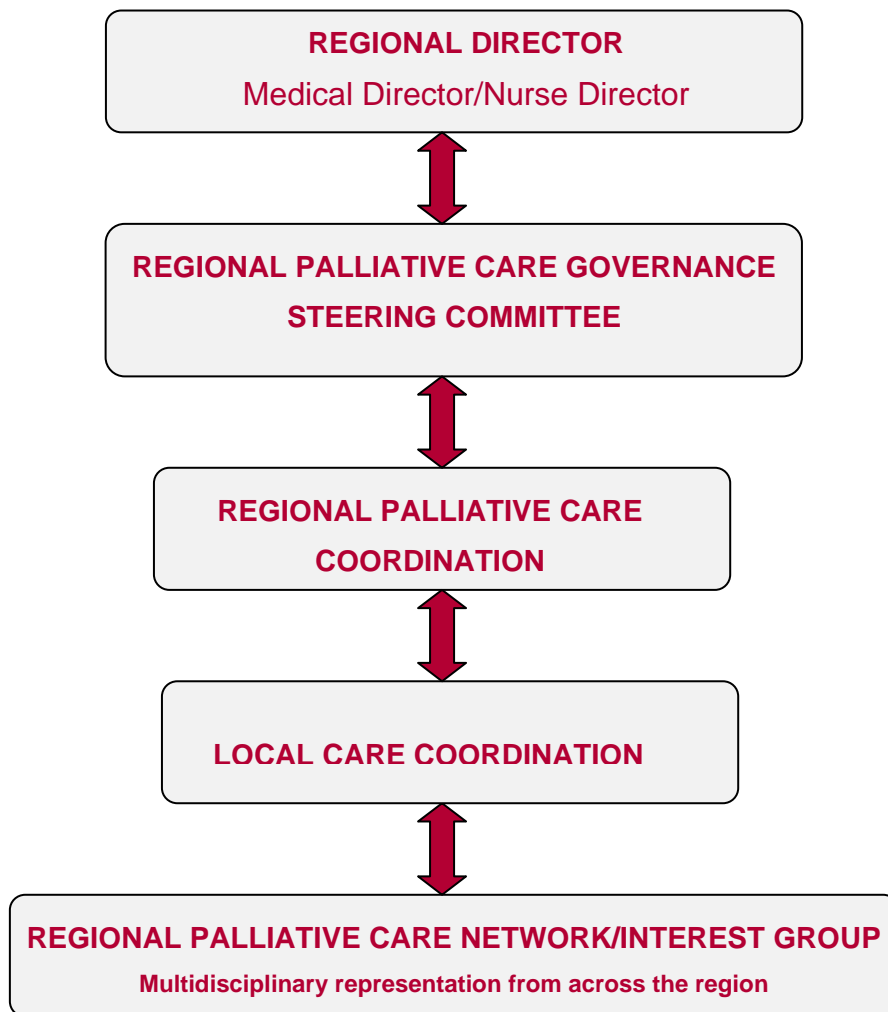 REGIONAL DIRECTOR
Medical Director/Nurse Director
REGIONAL PALLIATIVE CARE GOVERNANCE
STEERING COMMITTEE
REGIONAL PALLIATIVE CARE
COORDINATION
LOCAL CARE COORDINATION
REGIONAL PALLIATIVE CARE NETWORK/INTEREST GROUP
Multidisciplinary representation from across the region